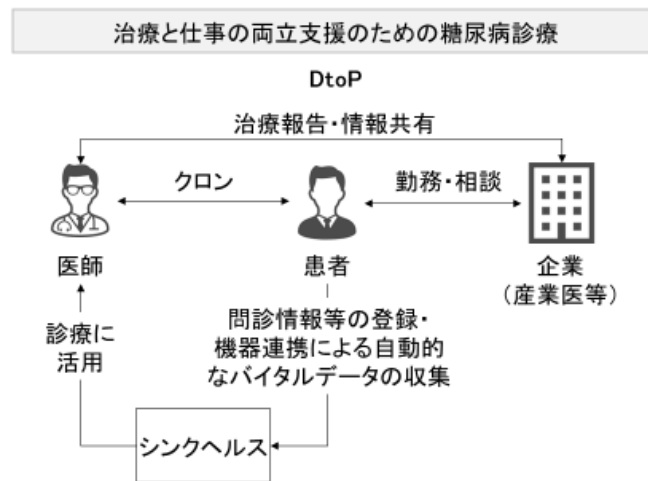 治療と仕事の両立支援のための糖尿病診療
DtoP
治療報告・情報共有
クロン
勤務・相談
医師
患者
企業
（産業医等）
診療に
活用
問診情報等の登録・
機器連携による自動的
なバイタルデータの収集
シンクヘルス